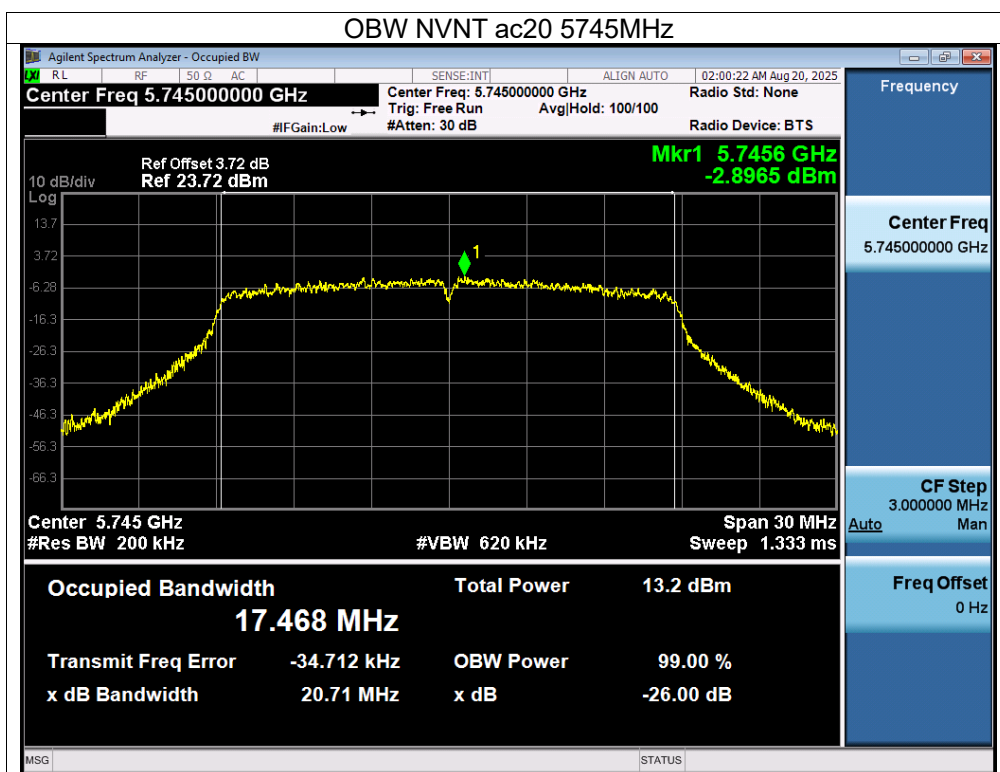 OBW NVNT ac20 5745MHz
Agilent Spectrum Analyzer - Occupied BW
LXI RL RF 50 Ω AC SENSE:INT ALIGN AUTO 02:00:22 AM Aug 20, 2025
Center Freq 5.745000000 GHz
Center Freq: 5.745000000 GHz Radio Std: None
Trig: Free Run Avg|Hold: 100/100
#IFGain:Low #Atten: 30 dB Radio Device: BTS
Frequency
Mkr1 5.7456 GHz
-2.8965 dBm
Ref Offset 3.72 dB
10 dB/div Ref 23.72 dBm
Log
13.7
3.72
-6.28
-16.3
-26.3
-36.3
-46.3
-56.3
-66.3
1
Center Freq
5.745000000 GHz
Center 5.745 GHz Span 30 MHz
#Res BW 200 kHz #VBW 620 kHz Sweep 1.333 ms
CF Step
3.000000 MHz
Auto Man
Freq Offset
0 Hz
Occupied Bandwidth Total Power 13.2 dBm
17.468 MHz
Transmit Freq Error -34.712 kHz OBW Power 99.00 %
x dB Bandwidth 20.71 MHz x dB -26.00 dB
MSG STATUS